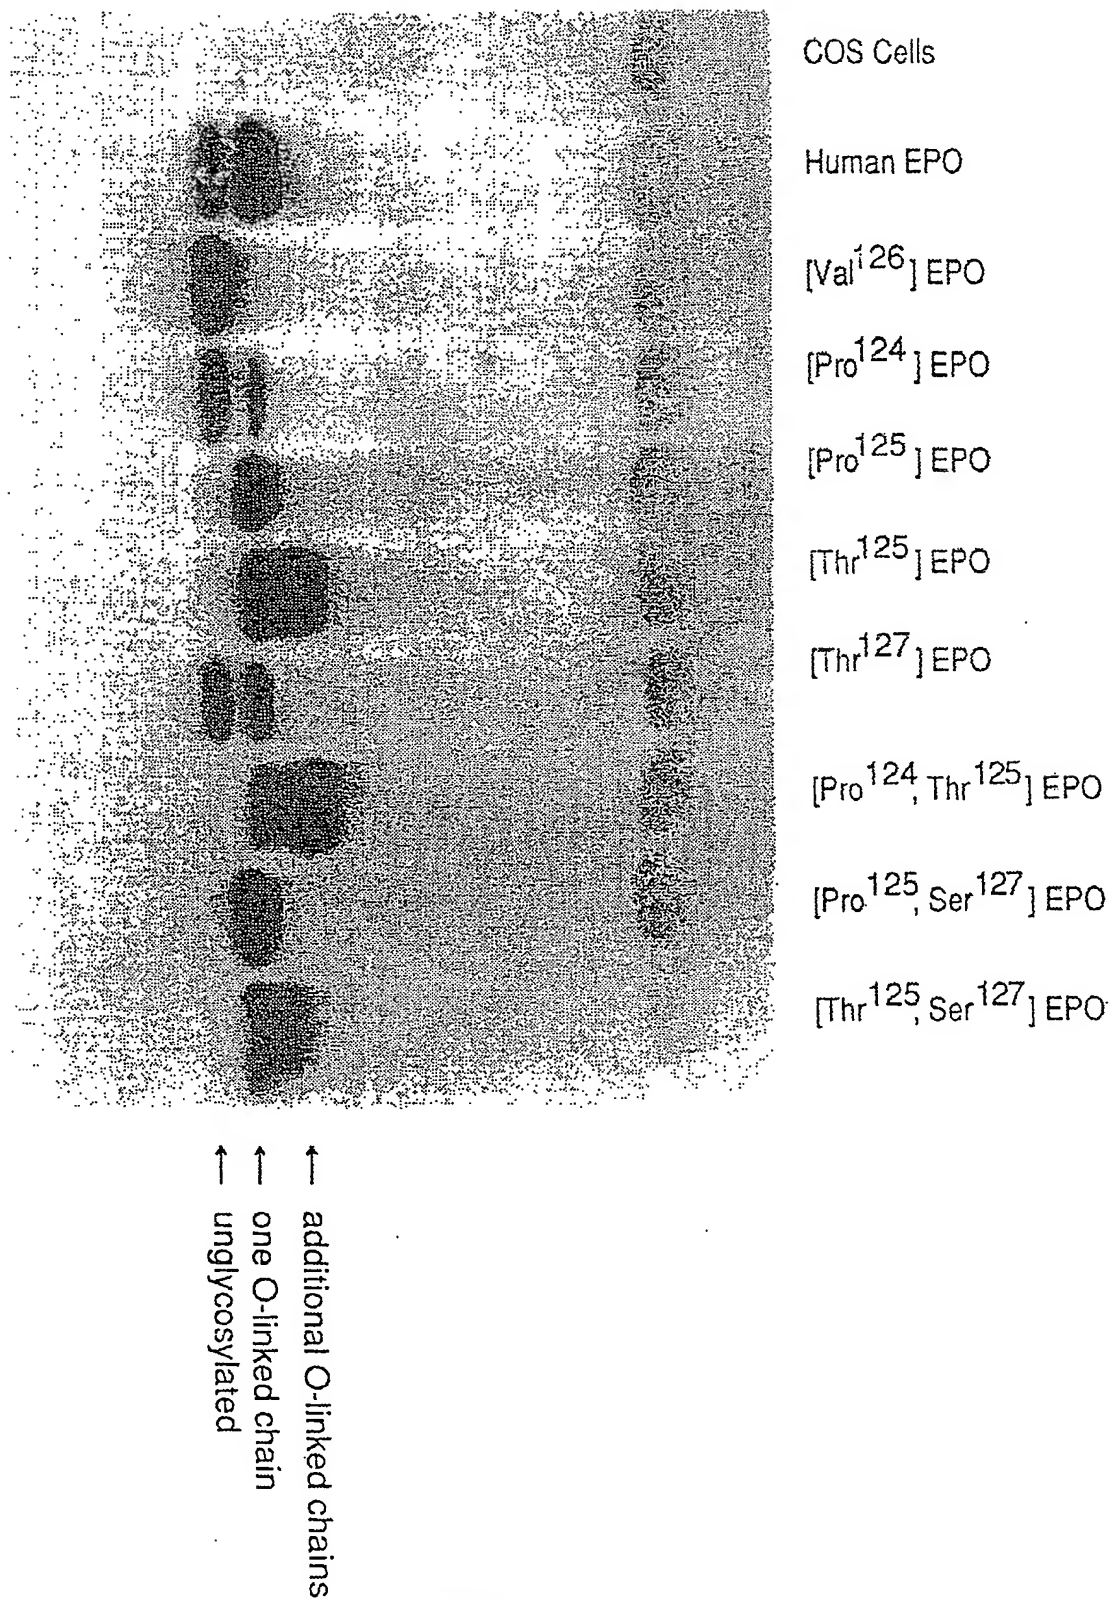 COS Cells
Human EPO
[Val126] EPO
[Pro124] EPO
[Pro125] EPO
[Thr125] EPO
[Thr127] EPO
[Pro124, Thr125] EPO
[Pro125, Ser127] EPO
[Thr125, Ser127] EPO
→ additional O-linked chains
→ one O-linked chain
→ unglycosylated